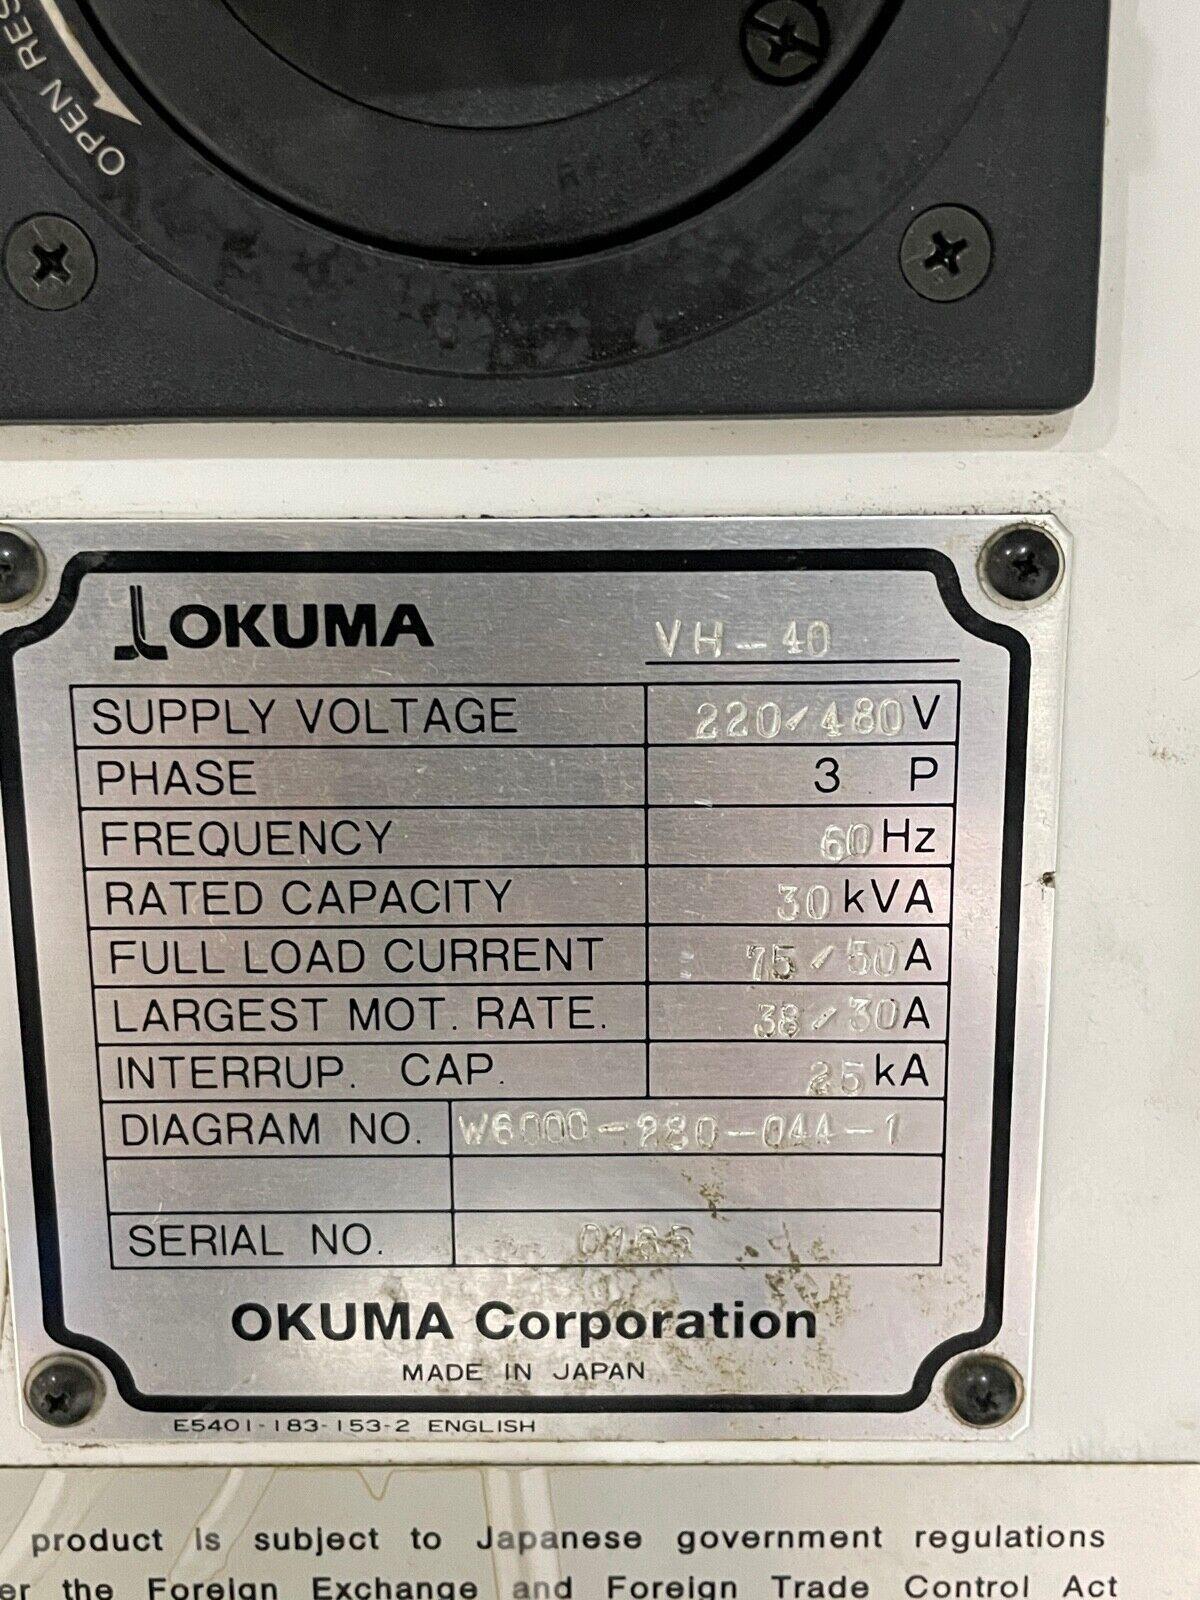 OPEN RES
OKUMA VH-40
SUPPLY VOLTAGE 220/480 V
PHASE 3 P
FREQUENCY 60 Hz
RATED CAPACITY 30 kVA
FULL LOAD CURRENT 75/50 A
LARGEST MOT. RATE. 38/30 A
INTERRUP. CAP. 25 kA
DIAGRAM NO. W6000-280-044-1
SERIAL NO.
OKUMA Corporation
MADE IN JAPAN
E5401-183-153-2 ENGLISH
product is subject to Japanese government regulations
er the Foreign Exchange and Foreign Trade Control Act